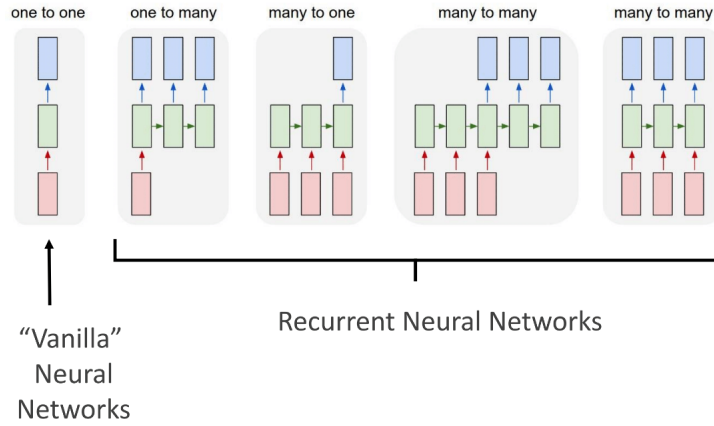 one to one
one to many
many to one
many to many
many to many
“Vanilla”
Neural
Networks
Recurrent Neural Networks